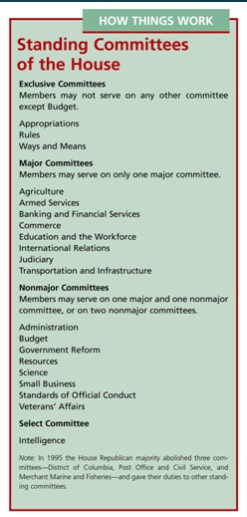 HOW THINGS WORK
Standing Committees
of the House
Exclusive Committees
Members may not serve on any other committee
except Budget.
Appropriations
Rules
Ways and Means
Major Committees
Members may serve on only one major committee.
Agriculture
Armed Services
Banking and Financial Services
Commerce
Education and the Workforce
International Relations
Judiciary
Transportation and Infrastructure
Nonmajor Committees
Members may serve on one major and one nonmajor
committee, or on two nonmajor committees.
Administration
Budget
Government Reform
Resources
Science
Small Business
Standards of Official Conduct
Veterans' Affairs
Select Committee
Intelligence
Note: In 1995 the House Republican majority abolished three com-
mittees—District of Columbia, Post Office and Civil Service, and
Merchant Marine and Fisheries—and gave their duties to other stand-
ing committees.